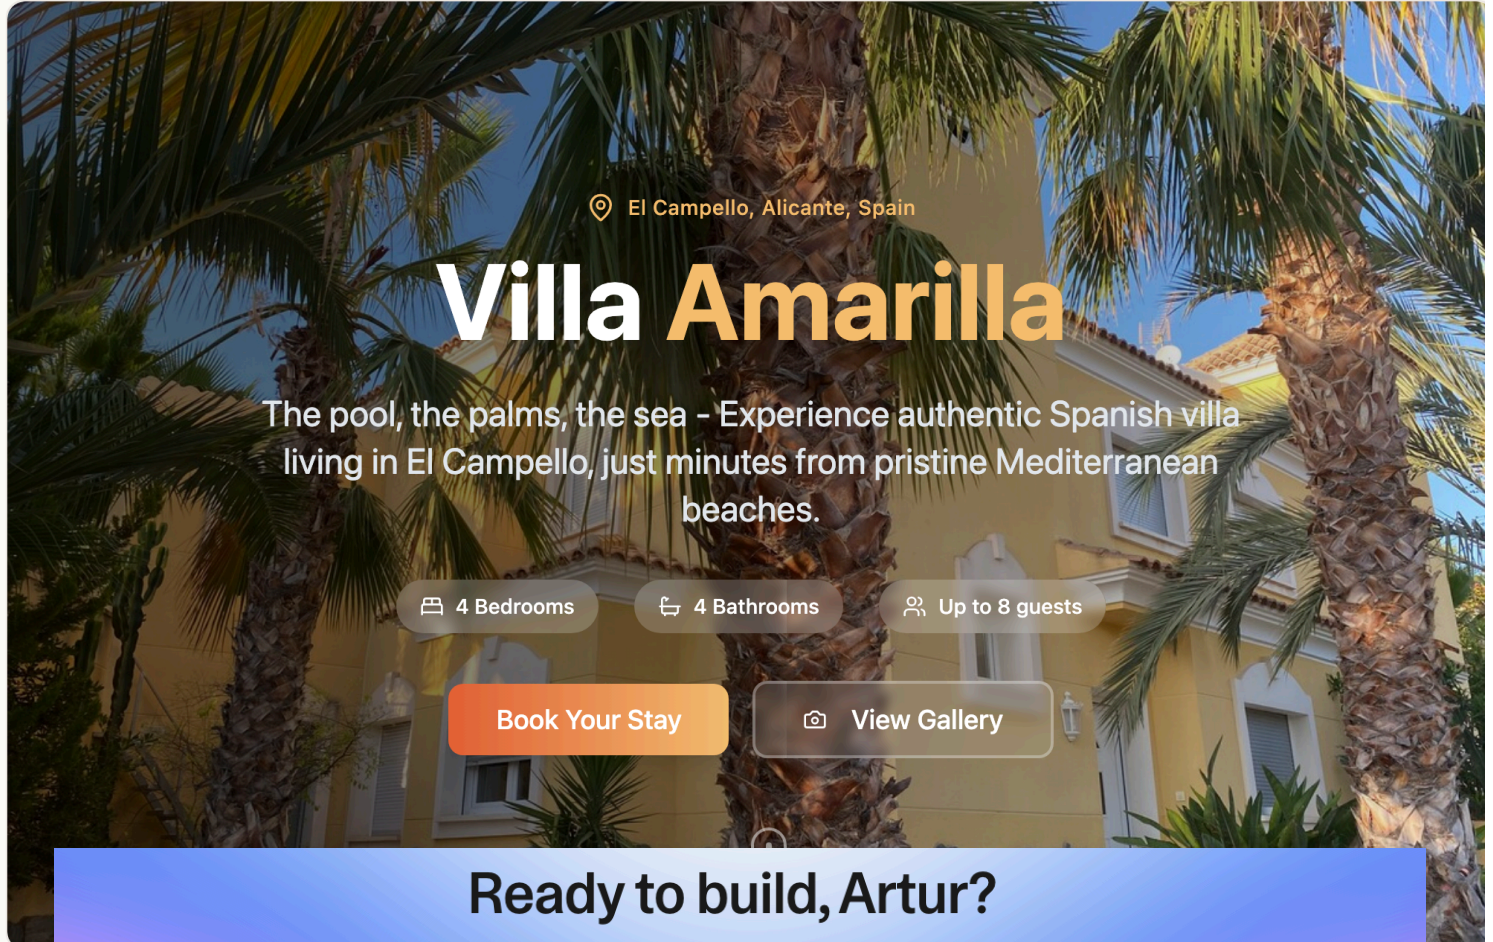 El Campello, Alicante, Spain
Villa Amarilla
The pool, the palms, the sea - Experience authentic Spanish villa
living in El Campello, just minutes from pristine Mediterranean
beaches.
4 Bedrooms
4 Bathrooms
Up to 8 guests
Book Your Stay
View Gallery
Ready to build, Artur?